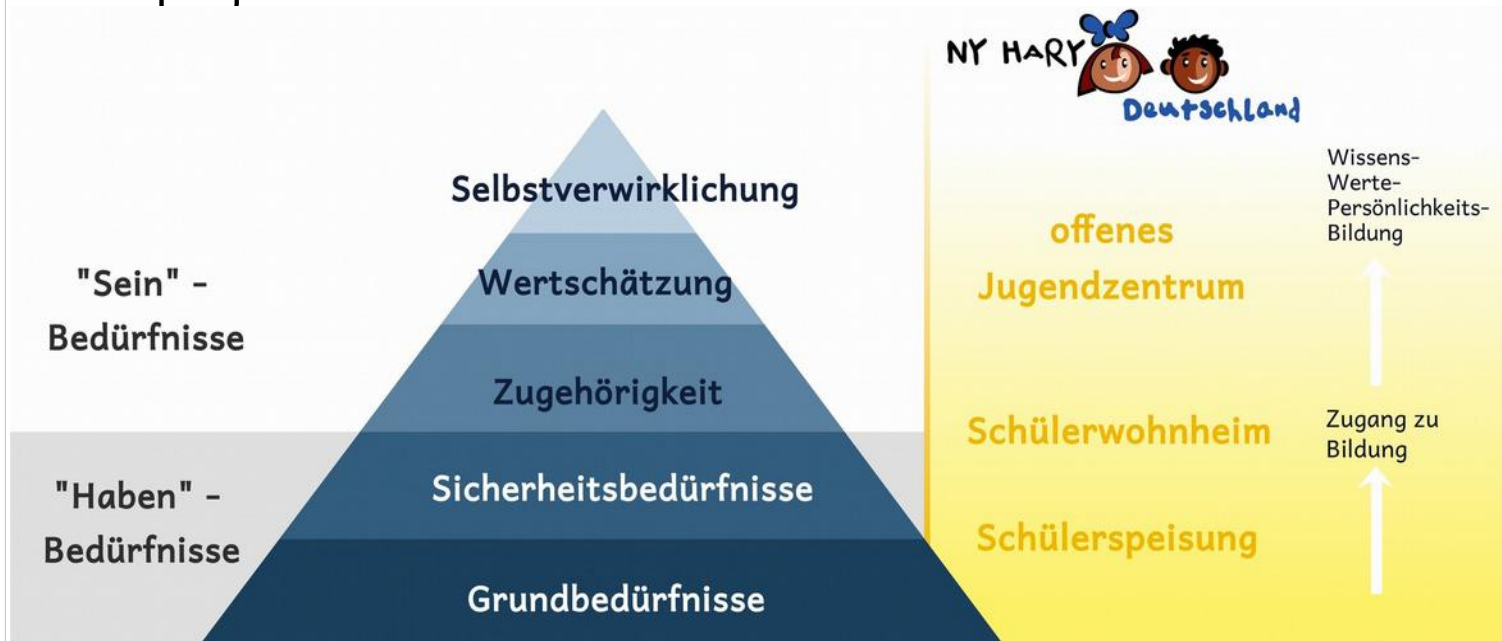 NY HARY
Deutschland
Selbstverwirklichung
Wertschätzung
Zugehörigkeit
Sicherheitsbedürfnisse
Grundbedürfnisse
"Sein" -
Bedürfnisse
"Haben" -
Bedürfnisse
offenes
Jugendzentrum
Schülerwohnheim
Schülerspeisung
Wissens-
Werte-
Persönlichkeits-
Bildung
Zugang zu
Bildung